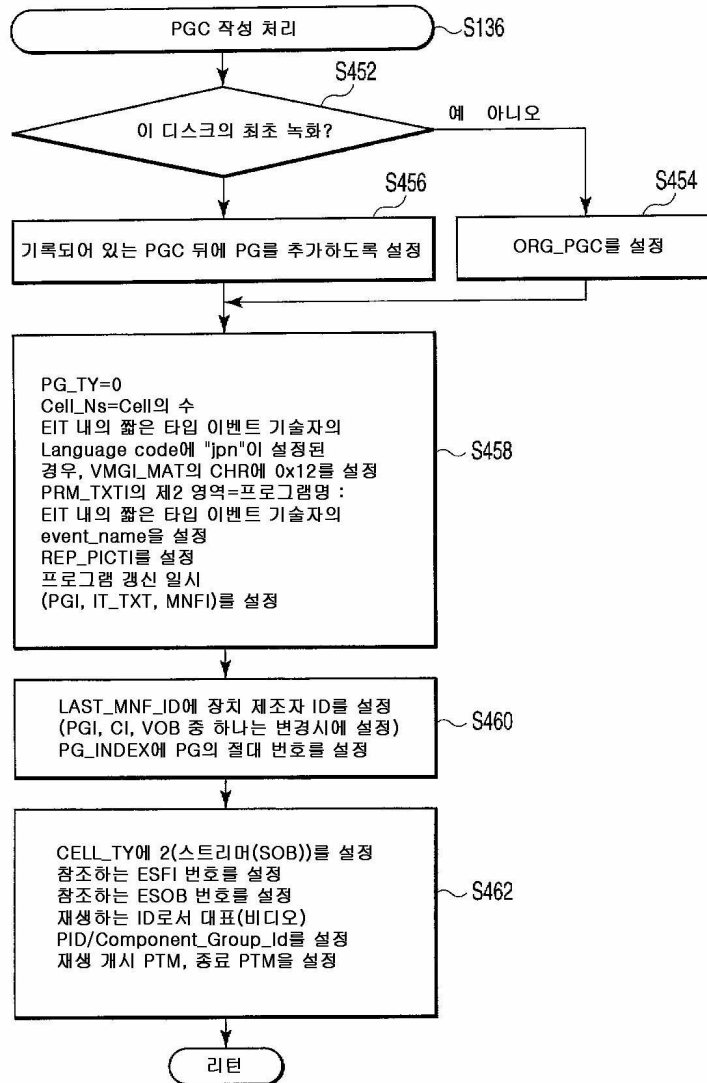 PGC 작성 처리
S136
S452
이 디스크의 최초 녹화?
예 아니오
S456
기록되어 있는 PGC 뒤에 PG를 추가하도록 설정
S454
ORG_PGC를 설정
PG_TY=0
Cell_Ns=Cell의 수
EIT 내의 짧은 타입 이벤트 기술자의
Language code에 "jpn"이 설정된
경우, VMGI_MAT의 CHR에 0x12를 설정
PRM_TXTI의 제2 영역=프로그램명 :
EIT 내의 짧은 타입 이벤트 기술자의
event_name을 설정
REP_PICTI를 설정
프로그램 갱신 일시
(PGI, IT_TXT, MNFI)를 설정
S458
LAST_MNF_ID에 장치 제조자 ID를 설정
(PGI, CI, VOB 중 하나는 변경시에 설정)
PG_INDEX에 PG의 절대 번호를 설정
S460
CELL_TY에 2(스트리머(SOB))를 설정
참조하는 ESFI 번호를 설정
참조하는 ESOB 번호를 설정
재생하는 ID로서 대표(비디오)
PID/Component_Group_Id를 설정
재생 개시 PTM, 종료 PTM을 설정
S462
리턴